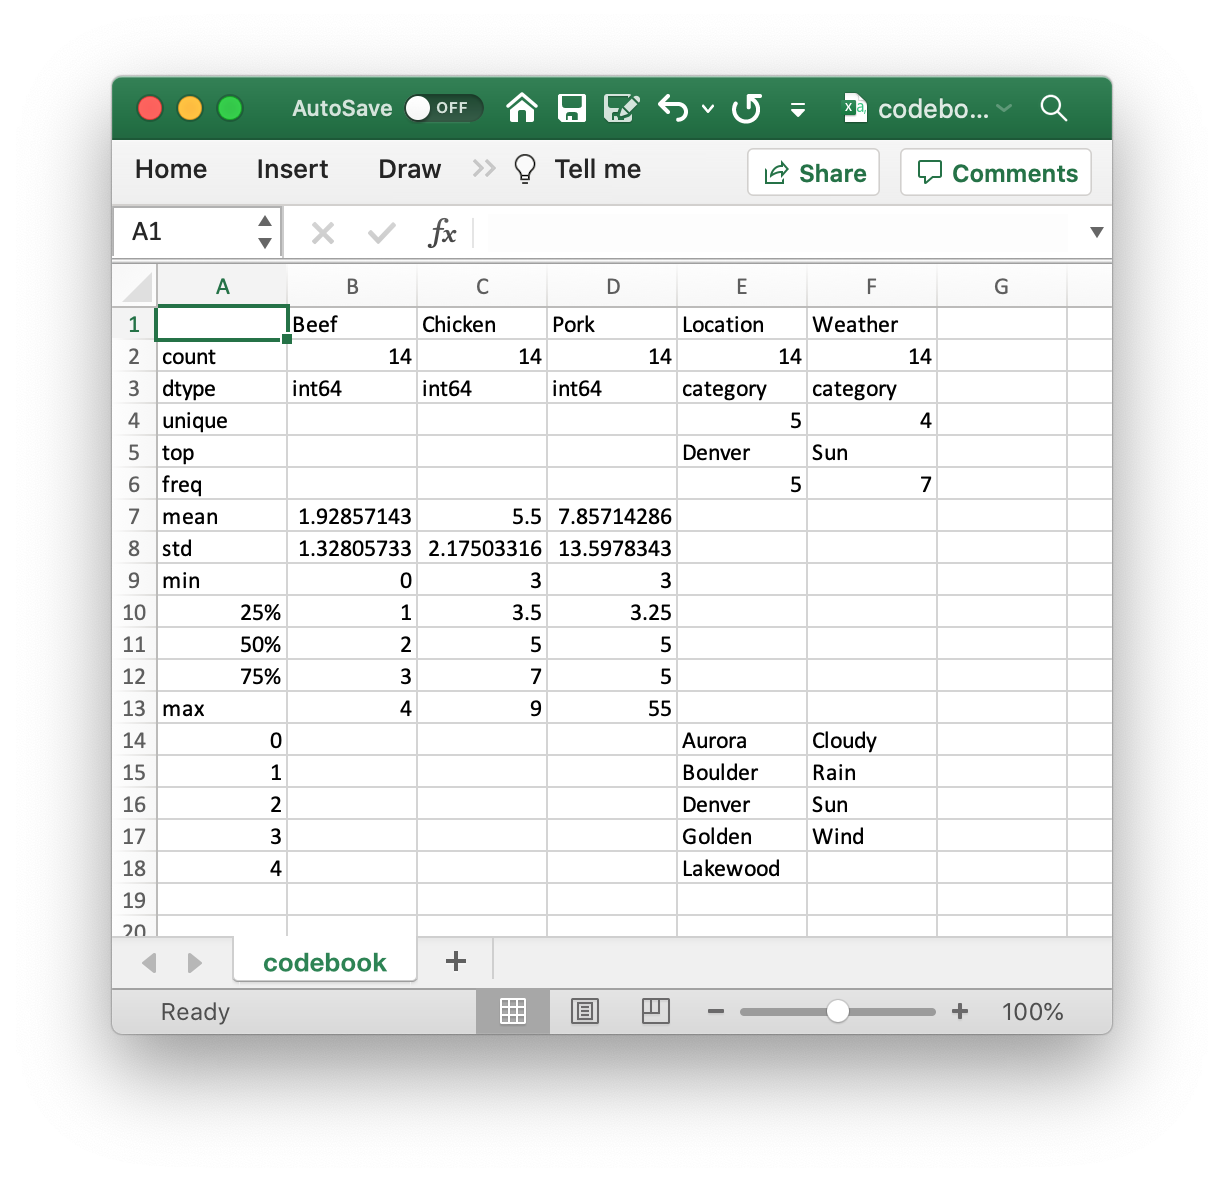 AutoSave OFF codebo...
Home Insert Draw Tell me Share Comments
A1 fx
A B C D E F G
1 Beef Chicken Pork Location Weather
2 count 14 14 14 14 14
3 dtype int64 int64 int64 category category
4 unique 5 4
5 top Denver Sun
6 freq 5 7
7 mean 1.92857143 5.5 7.85714286
8 std 1.32805733 2.17503316 13.5978343
9 min 0 3 3
10 25% 1 3.5 3.25
11 50% 2 5 5
12 75% 3 7 5
13 max 4 9 55
14 0 Aurora Cloudy
15 1 Boulder Rain
16 2 Denver Sun
17 3 Golden Wind
18 4 Lakewood
19
20
codebook
Ready 100%